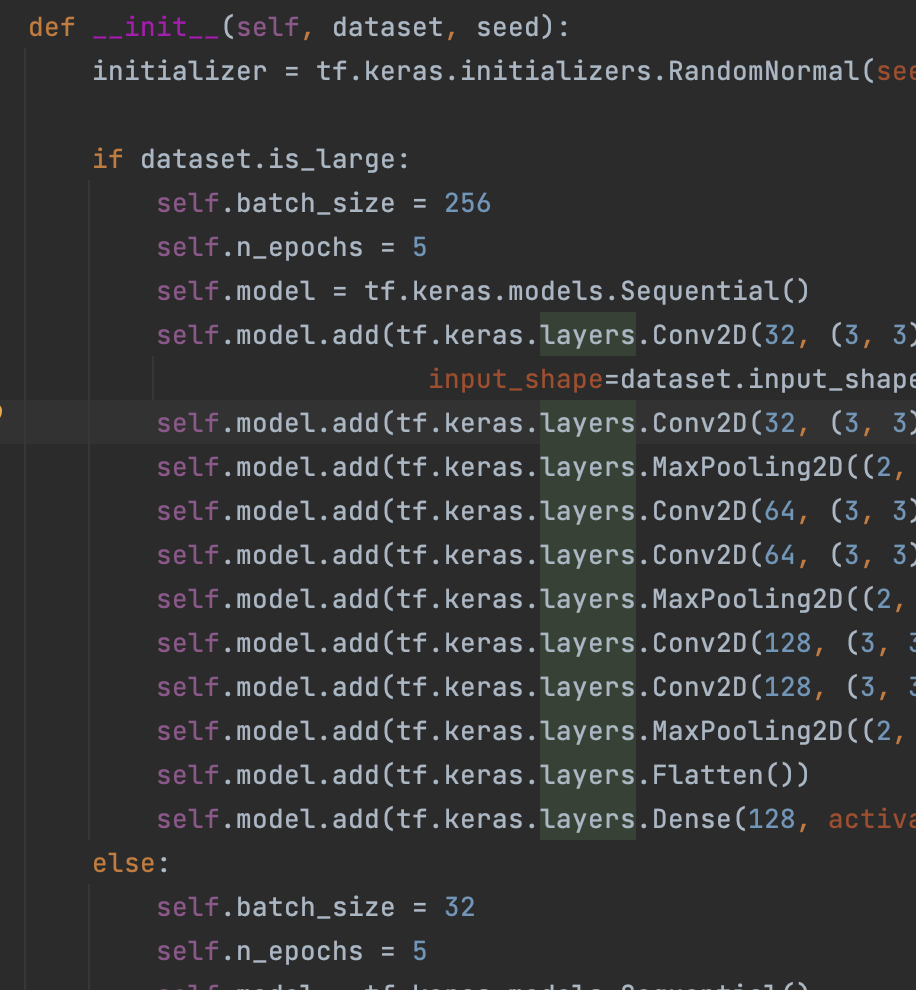 def __init__(self, dataset, seed):
initializer = tf.keras.initializers.RandomNormal(see
if dataset.is_large:
self.batch_size = 256
self.n_epochs = 5
self.model = tf.keras.models.Sequential()
self.model.add(tf.keras.layers.Conv2D(32, (3, 3)
input_shape=dataset.input_shape
self.model.add(tf.keras.layers.Conv2D(32, (3, 3)
self.model.add(tf.keras.layers.MaxPooling2D((2,
self.model.add(tf.keras.layers.Conv2D(64, (3, 3)
self.model.add(tf.keras.layers.Conv2D(64, (3, 3)
self.model.add(tf.keras.layers.MaxPooling2D((2,
self.model.add(tf.keras.layers.Conv2D(128, (3, 3
self.model.add(tf.keras.layers.Conv2D(128, (3, 3
self.model.add(tf.keras.layers.MaxPooling2D((2,
self.model.add(tf.keras.layers.Flatten())
self.model.add(tf.keras.layers.Dense(128, activa
else:
self.batch_size = 32
self.n_epochs = 5
self.model = tf.keras.models.Sequential()